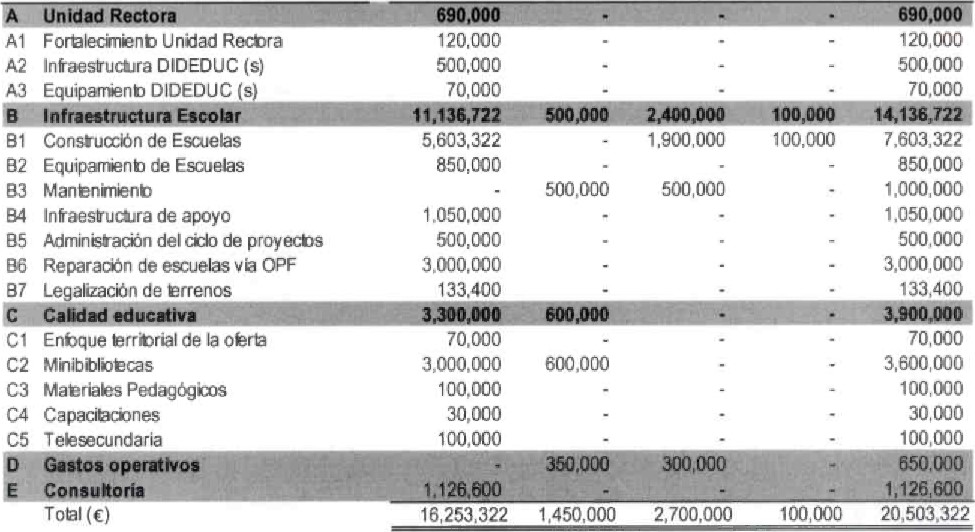 A Unidad Rectora 690,000 - - - 690,000
A1 Fortalecimiento Unidad Rectora 120,000 - - - 120,000
A2 Infraestructura DIDEDUC (s) 500,000 - - - 500,000
A3 Equipamiento DIDEDUC (s) 70,000 - - - 70,000
B Infraestructura Escolar 11,136,722 500,000 2,400,000 100,000 14,136,722
B1 Construcción de Escuelas 5,603,322 - 1,900,000 100,000 7,603,322
B2 Equipamiento de Escuelas 850,000 - - - 850,000
B3 Mantenimiento - 500,000 500,000 - 1,000,000
B4 Infraestructura de apoyo 1,050,000 - - - 1,050,000
B5 Administración del ciclo de proyectos 500,000 - - - 500,000
B6 Reparación de escuelas vía OPF 3,000,000 - - - 3,000,000
B7 Legalización de terrenos 133,400 - - - 133,400
C Calidad educativa 3,300,000 600,000 - - 3,900,000
C1 Enfoque territorial de la oferta 70,000 - - - 70,000
C2 Minibibliotecas 3,000,000 600,000 - - 3,600,000
C3 Materiales Pedagógicos 100,000 - - - 100,000
C4 Capacitaciones 30,000 - - - 30,000
C5 Telesecundaria 100,000 - - - 100,000
D Gastos operativos - 350,000 300,000 - 650,000
E Consultoría 1,126,600 - - - 1,126,600
Total (€) 16,253,322 1,450,000 2,700,000 100,000 20,503,322